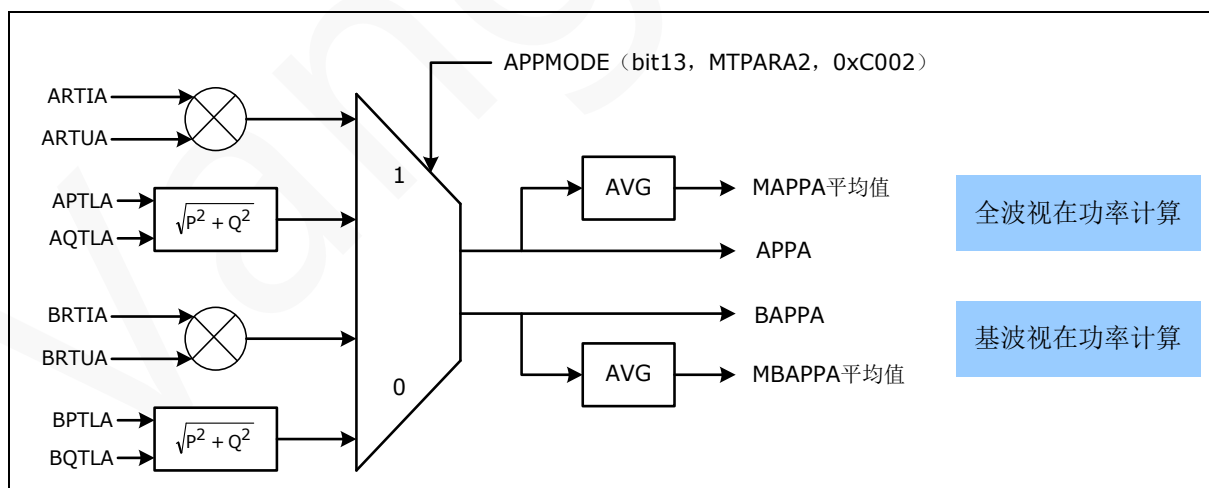 APPMODE（bit13，MTPARA2，0xC002）
ARTIA
ARTUA
1
AVG
MAPPA平均值
APTLA
AQTLA
√P² + Q²
APPA
全波视在功率计算
BRTIA
BRTUA
BAPPA
基波视在功率计算
0
AVG
MBAPPA平均值
BPTLA
BQTLA
√P² + Q²